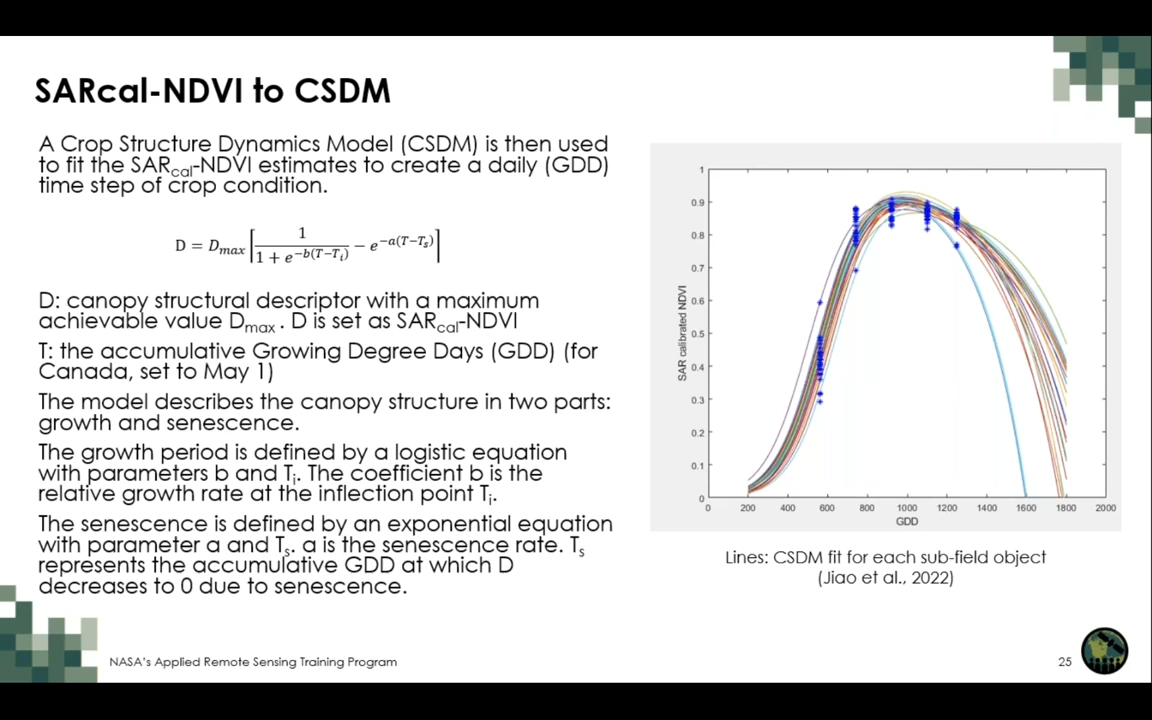 SARcal-NDVI to CSDM
A Crop Structure Dynamics Model (CSDM) is then used
to fit the SARcal-NDVI estimates to create a daily (GDD)
time step of crop condition.
D = Dmax [ 1 / (1 + e^{−b(T−Ti)}) − e^{−a(T−Ts)} ]
D: canopy structural descriptor with a maximum
achievable value Dmax . D is set as SARcal-NDVI
T: the accumulative Growing Degree Days (GDD) (for
Canada, set to May 1)
The model describes the canopy structure in two parts:
growth and senescence.
The growth period is defined by a logistic equation
with parameters b and Ti. The coefficient b is the
relative growth rate at the inflection point Ti.
The senescence is defined by an exponential equation
with parameter a and Ts. a is the senescence rate. Ts
represents the accumulative GDD at which D
decreases to 0 due to senescence.
1
0.9
0.8
0.7
0.6
0.5
0.4
0.3
0.2
0.1
0
SAR calibrated NDVI
0 200 400 600 800 1000 1200 1400 1600 1800 2000
GDD
Lines: CSDM fit for each sub-field object
(Jiao et al., 2022)
NASA's Applied Remote Sensing Training Program
25